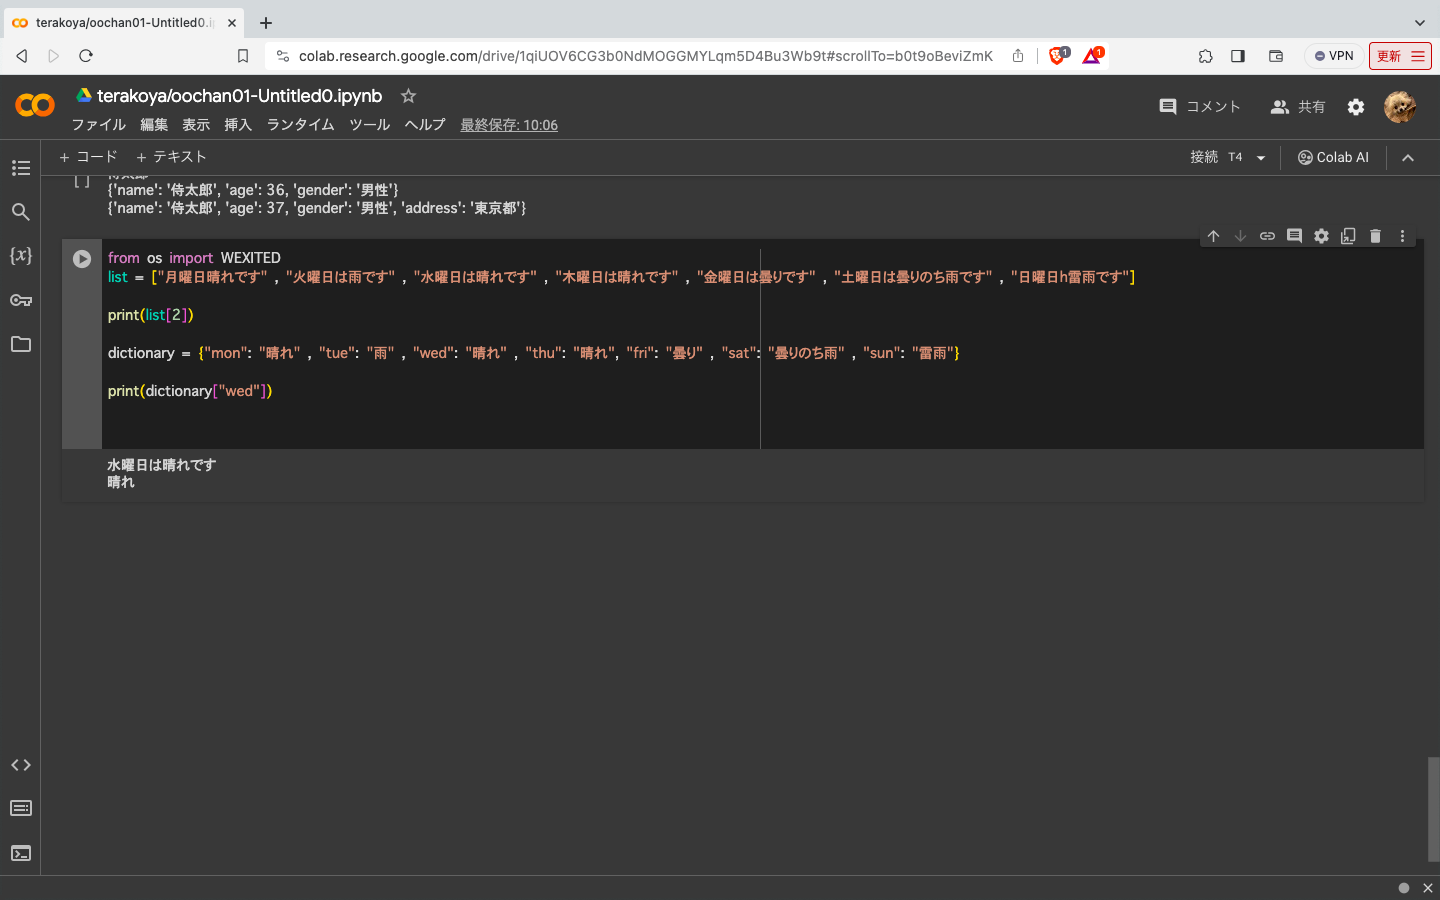 terakoya/oochan01-Untitled0.ip
colab.research.google.com/drive/1qiUOV6CG3b0NdMOGGMYLqm5D4Bu3Wb9t#scrollTo=b0t9oBeviZmK
1
1
VPN
更新
terakoya/oochan01-Untitled0.ipynb
コメント
共有
ファイル 編集 表示 挿入 ランタイム ツール ヘルプ 最終保存: 10:06
+ コード + テキスト
接続 T4
Colab AI
[ ]
侍太郎
{'name': '侍太郎', 'age': 36, 'gender': '男性'}
{'name': '侍太郎', 'age': 37, 'gender': '男性', 'address': '東京都'}
{x}
from os import WEXITED
list = ["月曜日晴れです" , "火曜日は雨です" , "水曜日は晴れです" , "木曜日は晴れです" , "金曜日は曇りです" , "土曜日は曇りのち雨です" , "日曜日h雷雨です"]
print(list[2])
dictionary = {"mon": "晴れ" , "tue": "雨" , "wed": "晴れ" , "thu": "晴れ", "fri": "曇り" , "sat": "曇りのち雨" , "sun": "雷雨"}
print(dictionary["wed"])
水曜日は晴れです
晴れ